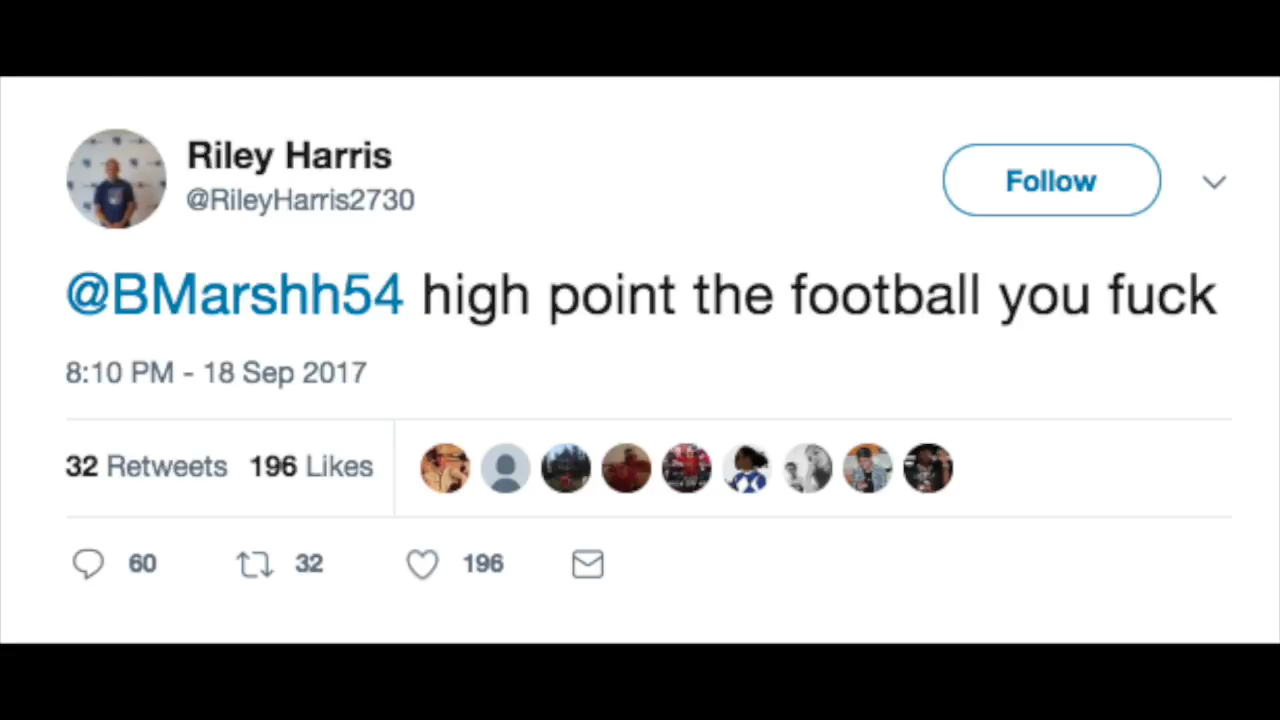 Riley Harris
@RileyHarris2730
Follow
@BMarshh54 high point the football you fuck
8:10 PM - 18 Sep 2017
32 Retweets 196 Likes
60 32 196